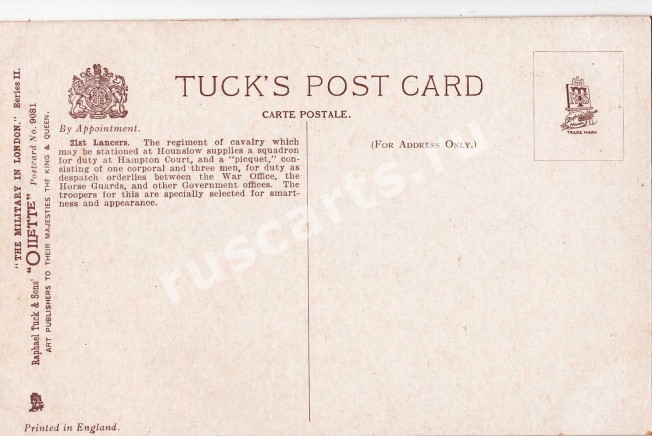 TUCK'S POST CARD
CARTE POSTALE.
By Appointment.
(FOR ADDRESS ONLY.)
21st Lancers. The regiment of cavalry which
may be stationed at Hounslow supplies a squadron
for duty at Hampton Court, and a "picquet," con-
sisting of one corporal and three men, for duty as
despatch orderlies between the War Office, the
Horse Guards, and other Government offices. The
troopers for this are specially selected for smart-
ness and appearance.
"THE MILITARY IN LONDON." Series II.
Raphael Tuck & Sons' "OILETTE" Postcard No. 9081
ART PUBLISHERS TO THEIR MAJESTIES THE KING & QUEEN.
TRADE MARK
Printed in England.